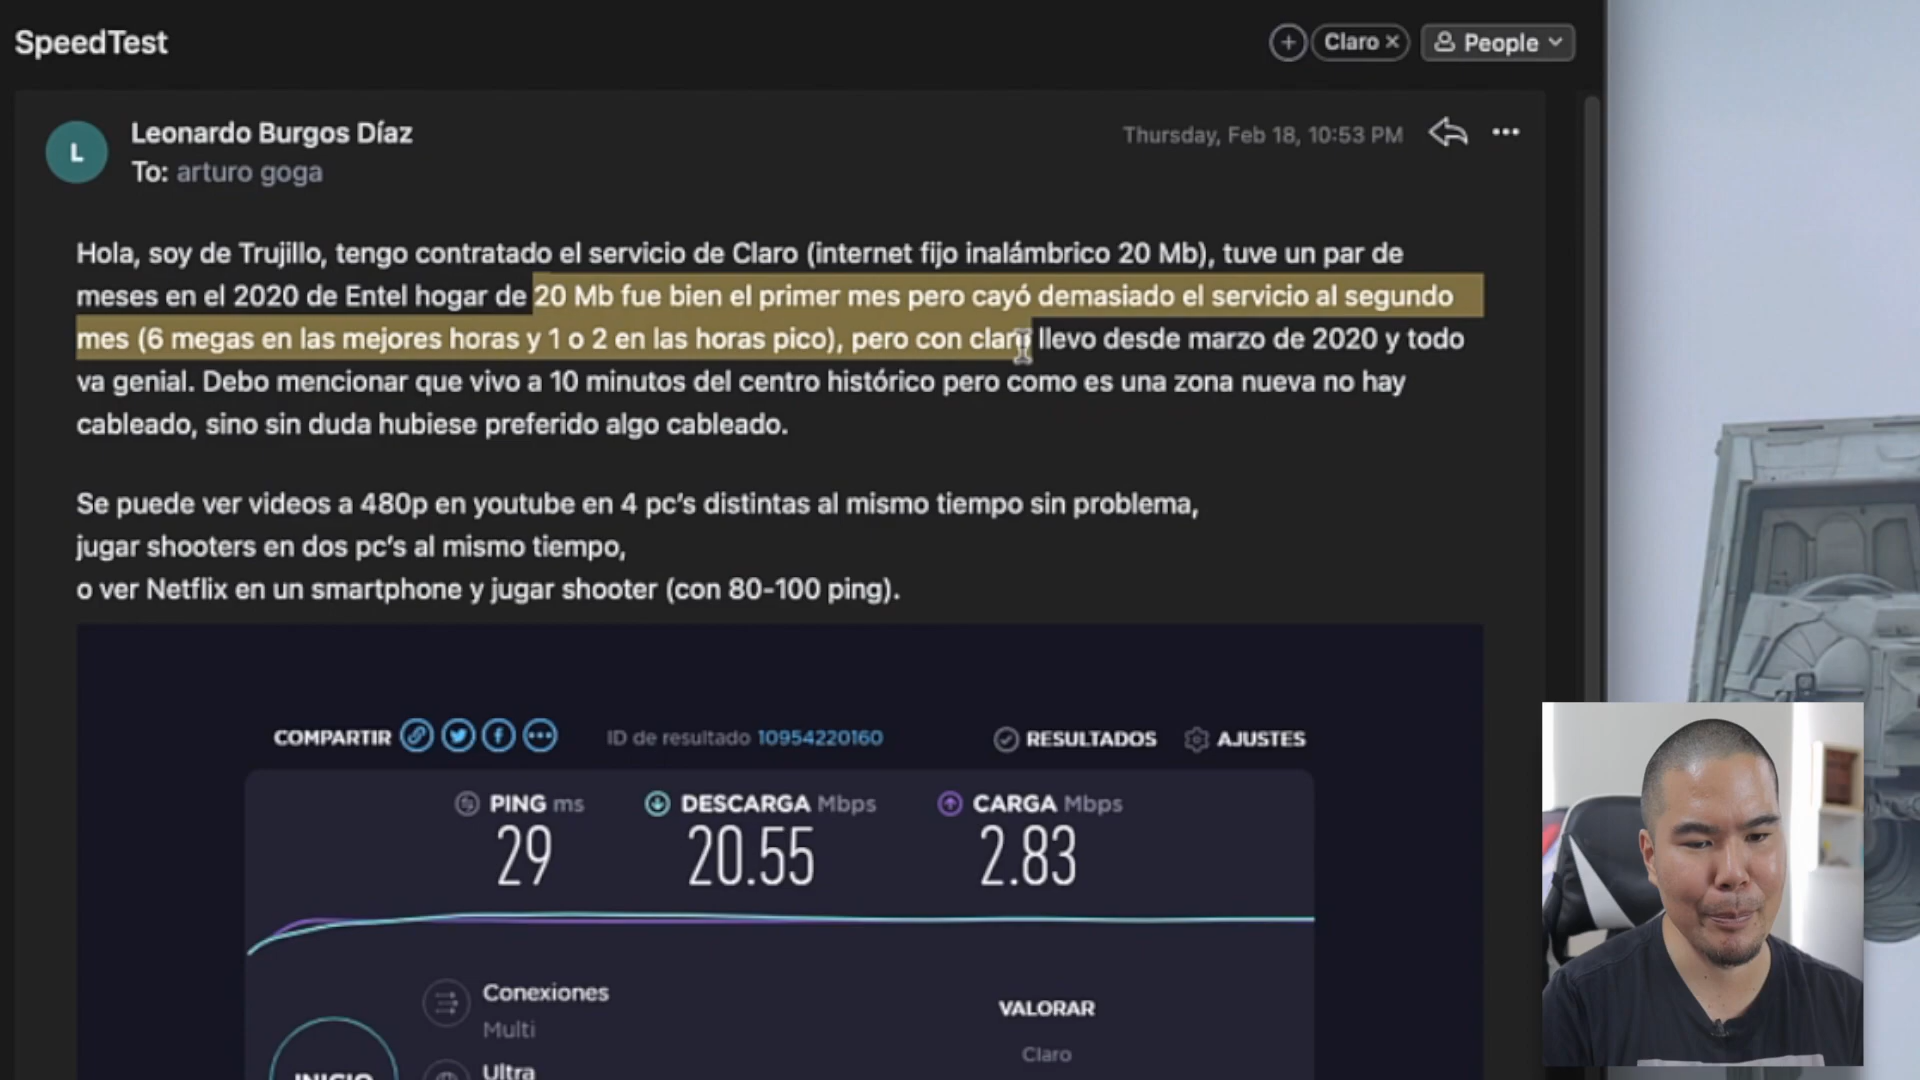 SpeedTest
Claro ×
People
L
Leonardo Burgos Díaz
Thursday, Feb 18, 10:53 PM
To: arturo goga
Hola, soy de Trujillo, tengo contratado el servicio de Claro (internet fijo inalámbrico 20 Mb), tuve un par de
meses en el 2020 de Entel hogar de 20 Mb fue bien el primer mes pero cayó demasiado el servicio al segundo
mes (6 megas en las mejores horas y 1 o 2 en las horas pico), pero con claro llevo desde marzo de 2020 y todo
va genial. Debo mencionar que vivo a 10 minutos del centro histórico pero como es una zona nueva no hay
cableado, sino sin duda hubiese preferido algo cableado.
Se puede ver videos a 480p en youtube en 4 pc's distintas al mismo tiempo sin problema,
jugar shooters en dos pc's al mismo tiempo,
o ver Netflix en un smartphone y jugar shooter (con 80-100 ping).
COMPARTIR
ID de resultado 10954220160
RESULTADOS
AJUSTES
PING ms
DESCARGA Mbps
CARGA Mbps
29
20.55
2.83
Conexiones
Multi
VALORAR
Claro
INICIO
Ultra